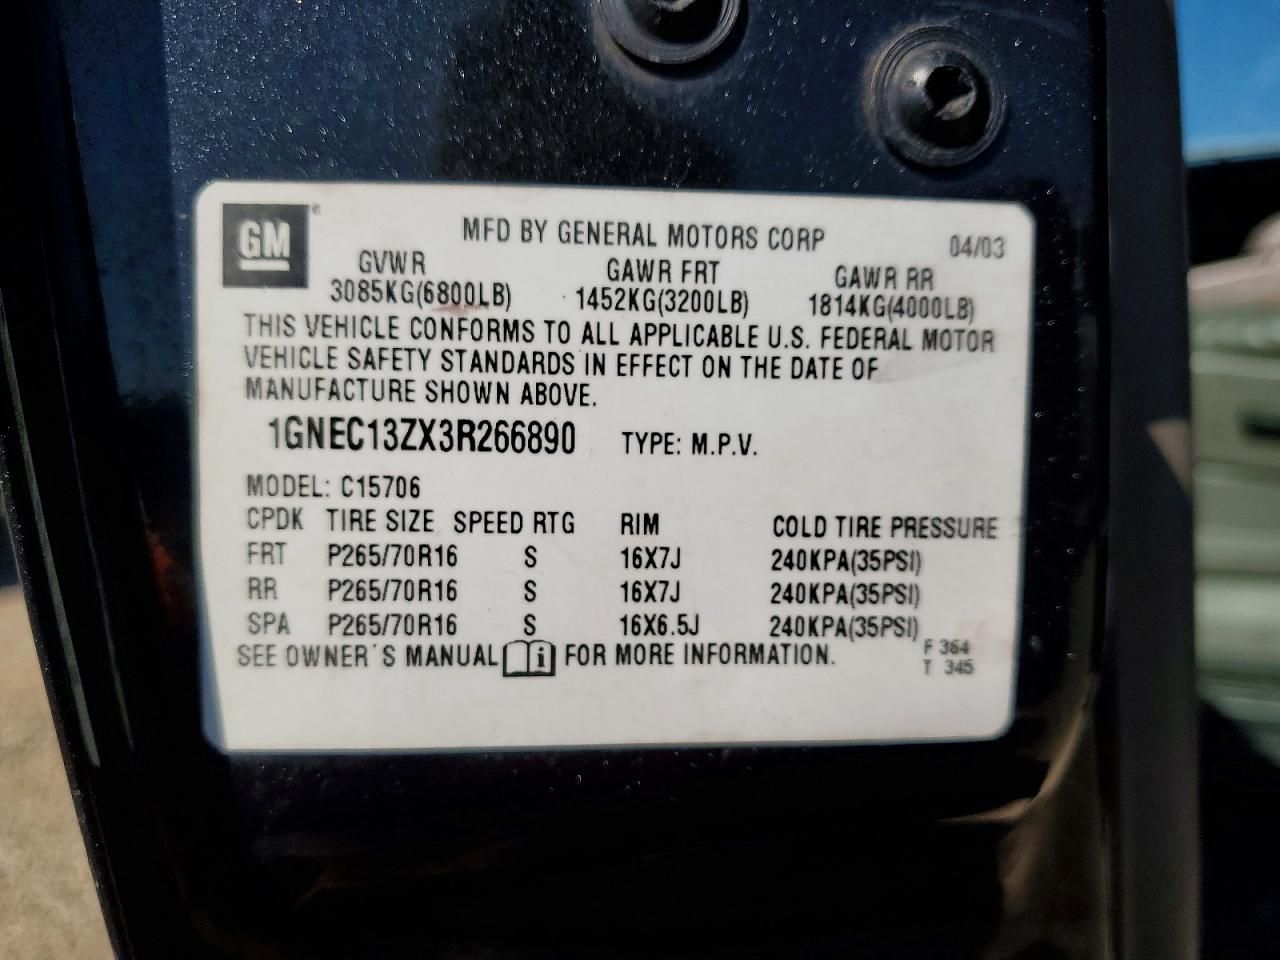 GM®
MFD BY GENERAL MOTORS CORP 04/03
GVWR GAWR FRT GAWR RR
3085KG(6800LB) 1452KG(3200LB) 1814KG(4000LB)
THIS VEHICLE CONFORMS TO ALL APPLICABLE U.S. FEDERAL MOTOR
VEHICLE SAFETY STANDARDS IN EFFECT ON THE DATE OF
MANUFACTURE SHOWN ABOVE.
1GNEC13ZX3R266890 TYPE: M.P.V.
MODEL: C15706
CPDK TIRE SIZE SPEED RTG RIM COLD TIRE PRESSURE
FRT P265/70R16 S 16X7J 240KPA(35PSI)
RR P265/70R16 S 16X7J 240KPA(35PSI)
SPA P265/70R16 S 16X6.5J 240KPA(35PSI)
SEE OWNER'S MANUAL i FOR MORE INFORMATION.
F 364
T 345